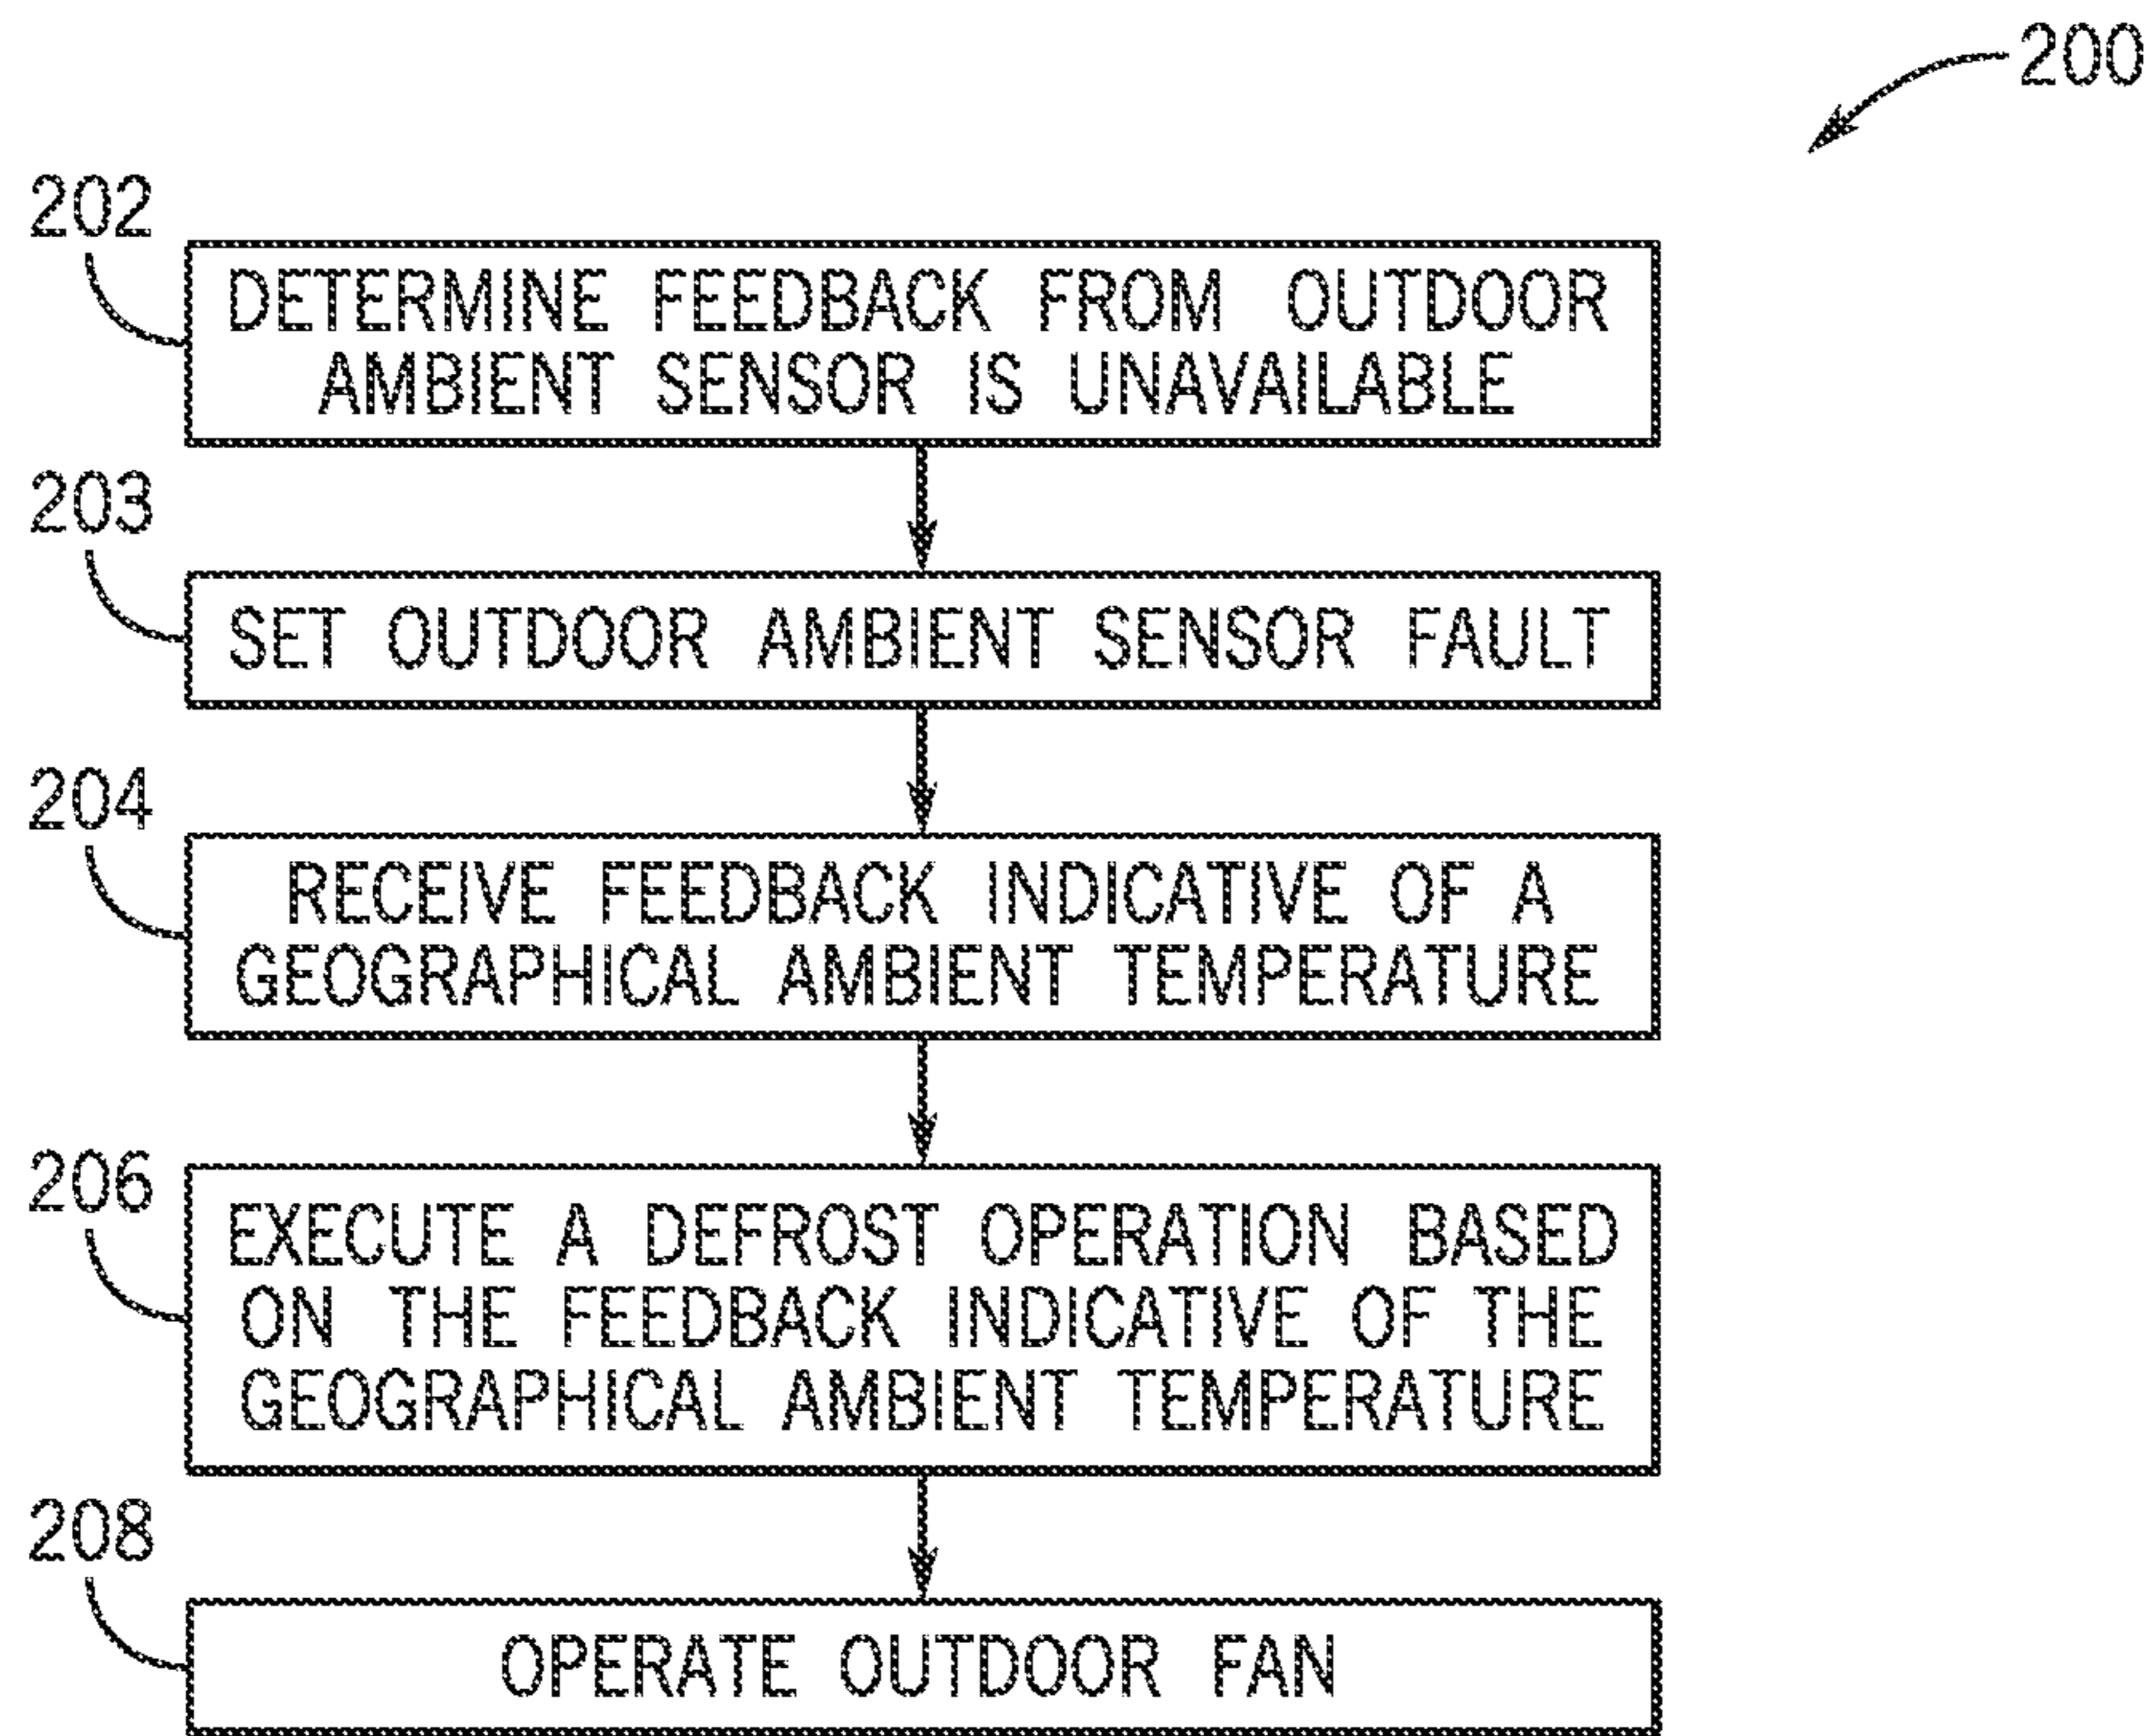 200
202
DETERMINE FEEDBACK FROM OUTDOOR
AMBIENT SENSOR IS UNAVAILABLE
203
SET OUTDOOR AMBIENT SENSOR FAULT
204
RECEIVE FEEDBACK INDICATIVE OF A
GEOGRAPHICAL AMBIENT TEMPERATURE
206
EXECUTE A DEFROST OPERATION BASED
ON THE FEEDBACK INDICATIVE OF THE
GEOGRAPHICAL AMBIENT TEMPERATURE
208
OPERATE OUTDOOR FAN